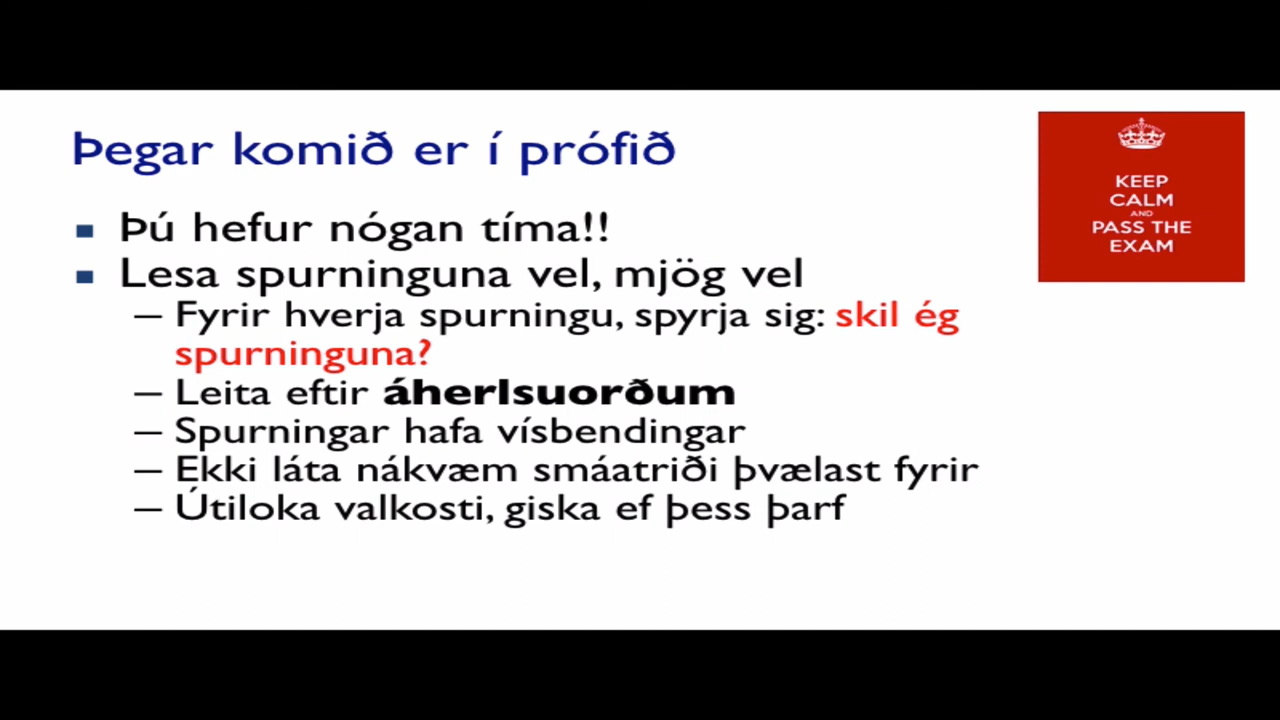 Þegar komið er í prófið
Þú hefur nógan tíma!!
Lesa spurninguna vel, mjög vel
– Fyrir hverja spurningu, spyrja sig: skil ég
spurninguna?
– Leita eftir áherlsuorðum
– Spurningar hafa vísbendingar
– Ekki láta nákvæm smáatriði þvælast fyrir
– Útiloka valkosti, giska ef þess þarf
KEEP
CALM
AND
PASS THE
EXAM